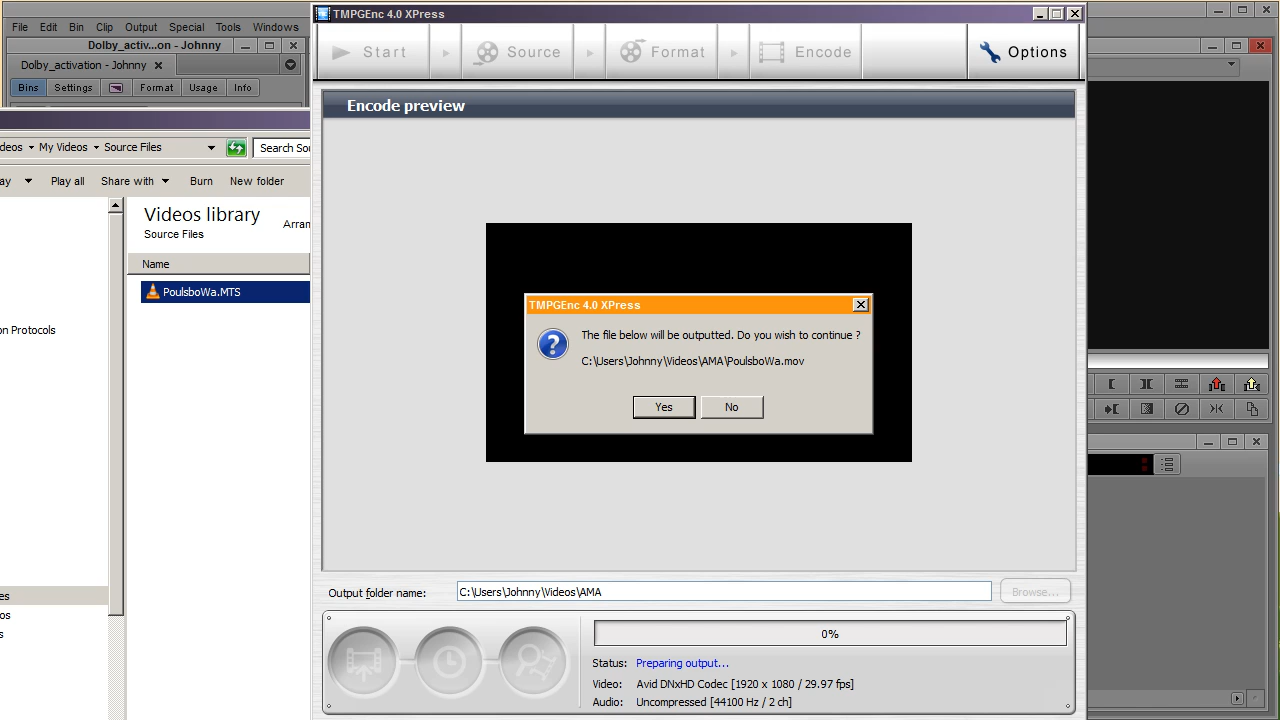 File Edit Bin Clip Output Special Tools Windows
Dolby_activ...on - Johnny
Dolby_activation - Johnny
Bins Settings Format Usage Info
deos My Videos Source Files Search Sou
ay Play all Share with Burn New folder
Videos library
Source Files
Arran
Name
PoulsboWa.MTS
on Protocols
es
os
s
TMPGEnc 4.0 XPress
Start Source Format Encode Options
Encode preview
TMPGEnc 4.0 XPress
The file below will be outputted. Do you wish to continue ?
C:\Users\Johnny\Videos\AMA\PoulsboWa.mov
Yes No
Output folder name: C:\Users\Johnny\Videos\AMA Browse...
0%
Status: Preparing output...
Video: Avid DNxHD Codec [1920 x 1080 / 29.97 fps]
Audio: Uncompressed [44100 Hz / 2 ch]